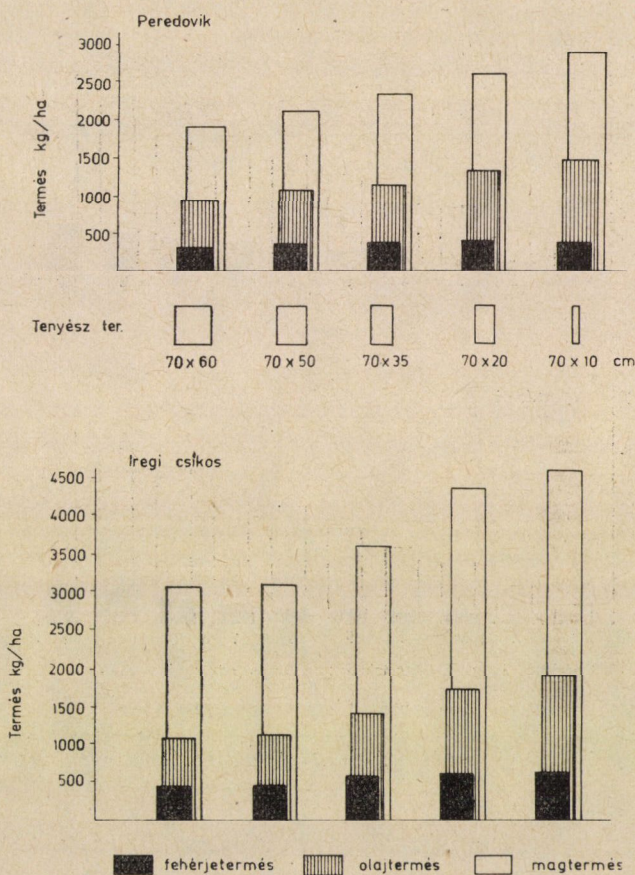 Peredovik
3000
2500
2000
1500
1000
500
Termés kg/ha
Tenyész ter.
70 x 60 70 x 50 70 x 35 70 x 20 70 x 10 cm
Iregi csíkos
4500
4000
3500
3000
2500
2000
1500
1000
500
Termés kg/ha
fehérjetermés olajtermés magtermés